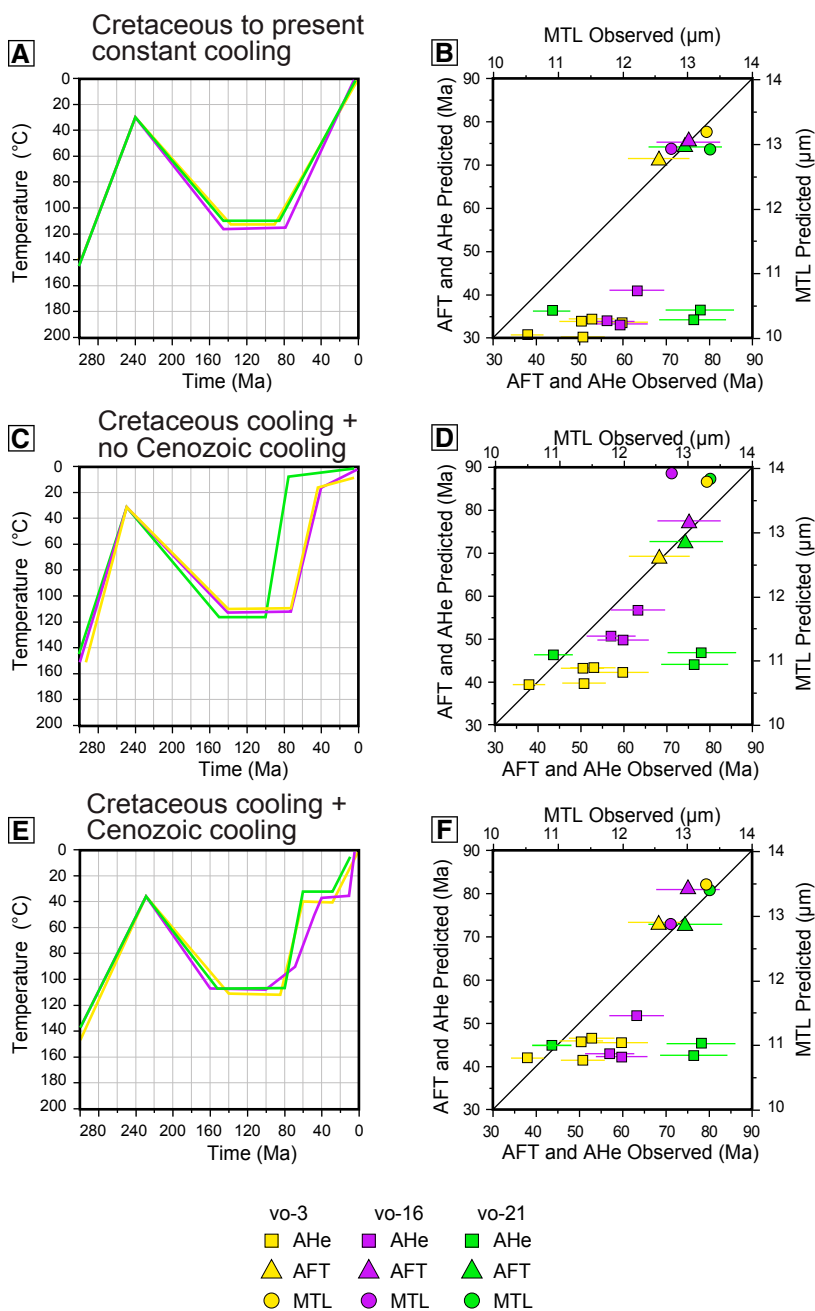 Cretaceous to present
constant cooling
A
0
20
40
60
80
100
120
140
160
180
200
Temperature (°C)
280 240 200 160 120 80 40 0
Time (Ma)
B
MTL Observed (µm)
10 11 12 13 14
90
80
70
60
50
40
30
AFT and AHe Predicted (Ma)
14
13
12
11
10
MTL Predicted (µm)
30 40 50 60 70 80 90
AFT and AHe Observed (Ma)
Cretaceous cooling +
no Cenozoic cooling
C
0
20
40
60
80
100
120
140
160
180
200
Temperature (°C)
280 240 200 160 120 80 40 0
Time (Ma)
D
MTL Observed (µm)
10 11 12 13 14
90
80
70
60
50
40
30
AFT and AHe Predicted (Ma)
14
13
12
11
10
MTL Predicted (µm)
30 40 50 60 70 80 90
AFT and AHe Observed (Ma)
Cretaceous cooling +
Cenozoic cooling
E
0
20
40
60
80
100
120
140
160
180
200
Temperature (°C)
280 240 200 160 120 80 40 0
Time (Ma)
F
MTL Observed (µm)
10 11 12 13 14
90
80
70
60
50
40
30
AFT and AHe Predicted (Ma)
14
13
12
11
10
MTL Predicted (µm)
30 40 50 60 70 80 90
AFT and AHe Observed (Ma)
vo-3 vo-16 vo-21
AHe AHe AHe
AFT AFT AFT
MTL MTL MTL